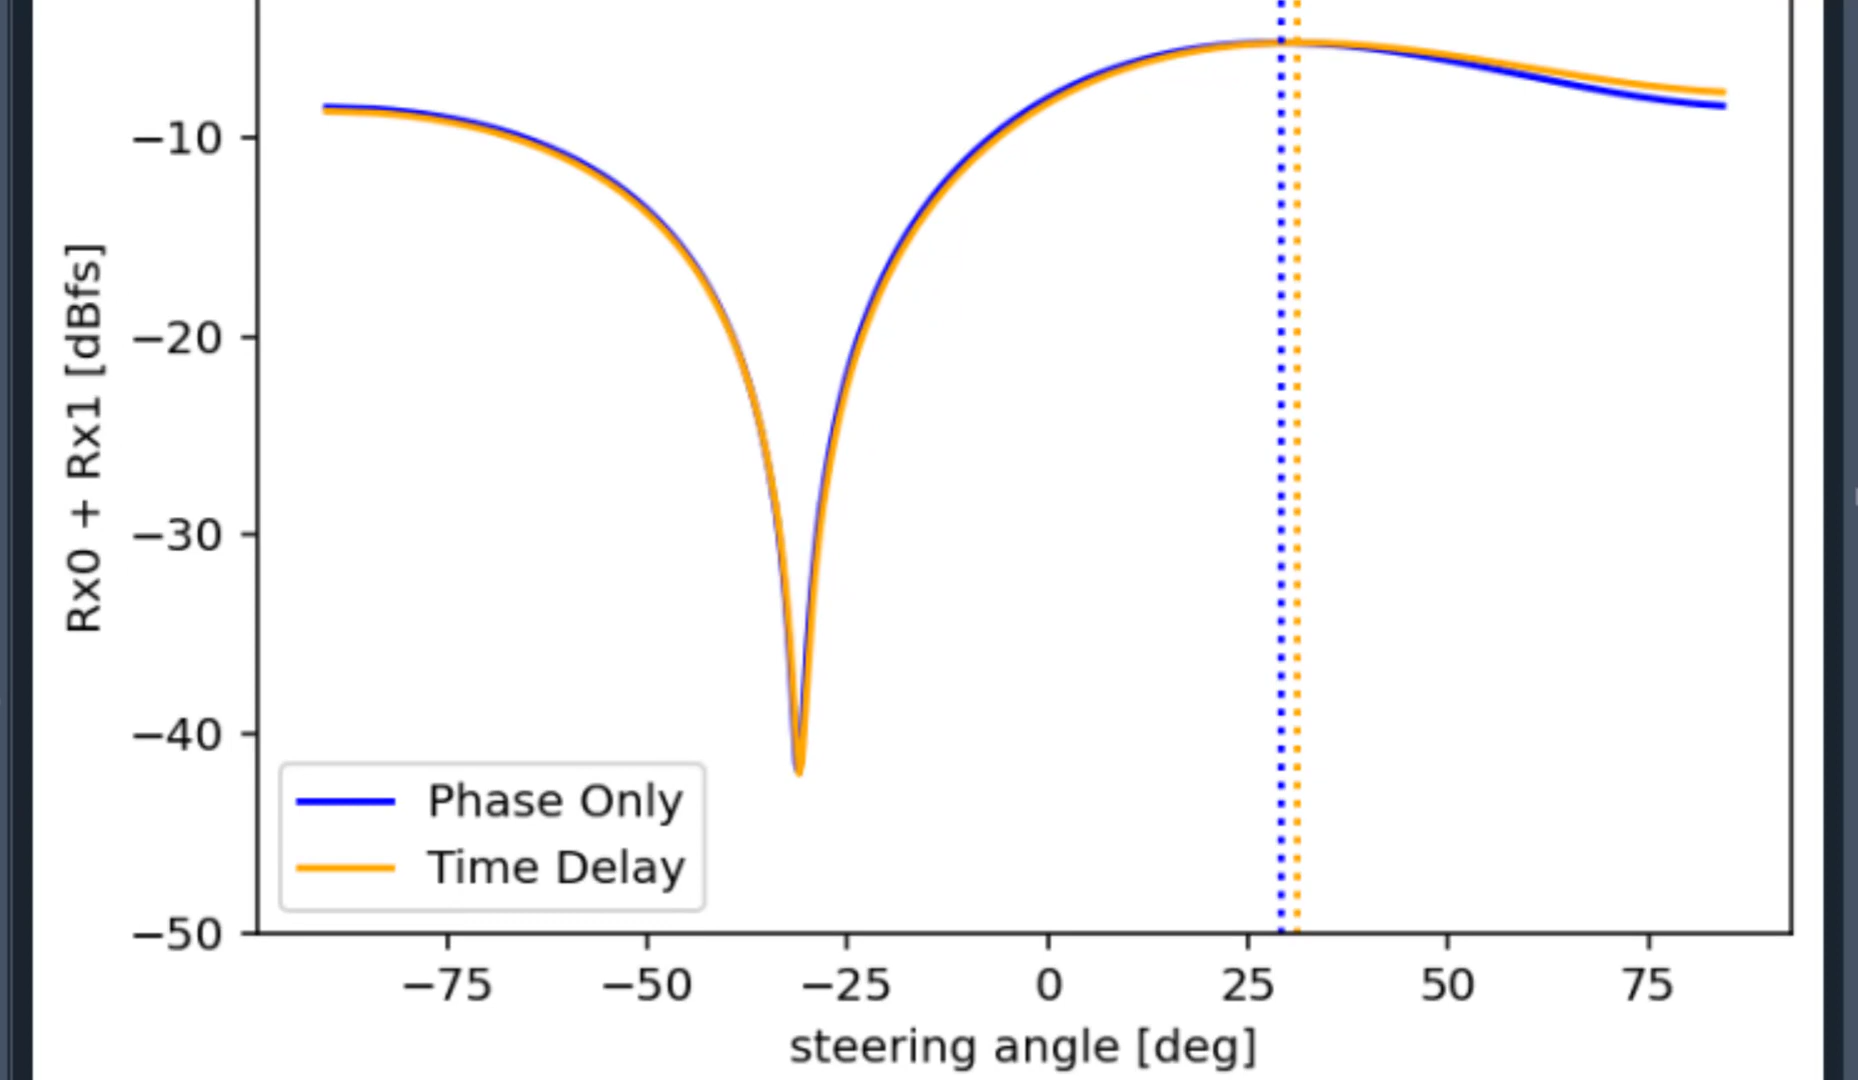 −10
−20
−30
−40
−50
Rx0 + Rx1 [dBfs]
Phase Only
Time Delay
−75 −50 −25 0 25 50 75
steering angle [deg]